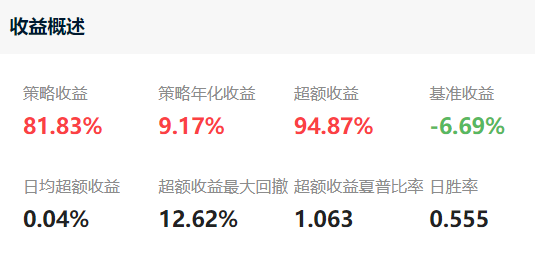 收益概述
策略收益 策略年化收益 超额收益 基准收益
81.83% 9.17% 94.87% -6.69%
日均超额收益 超额收益最大回撤 超额收益夏普比率 日胜率
0.04% 12.62% 1.063 0.555